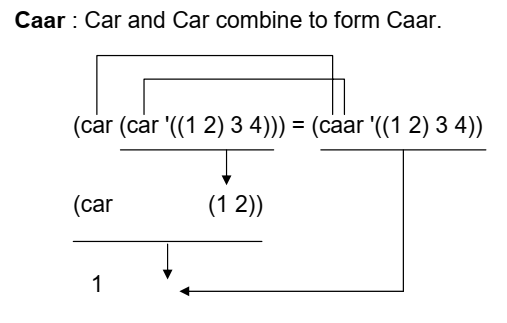 Caar : Car and Car combine to form Caar.
(car (car '((1 2) 3 4))) = (caar '((1 2) 3 4))
(car (1 2))
1